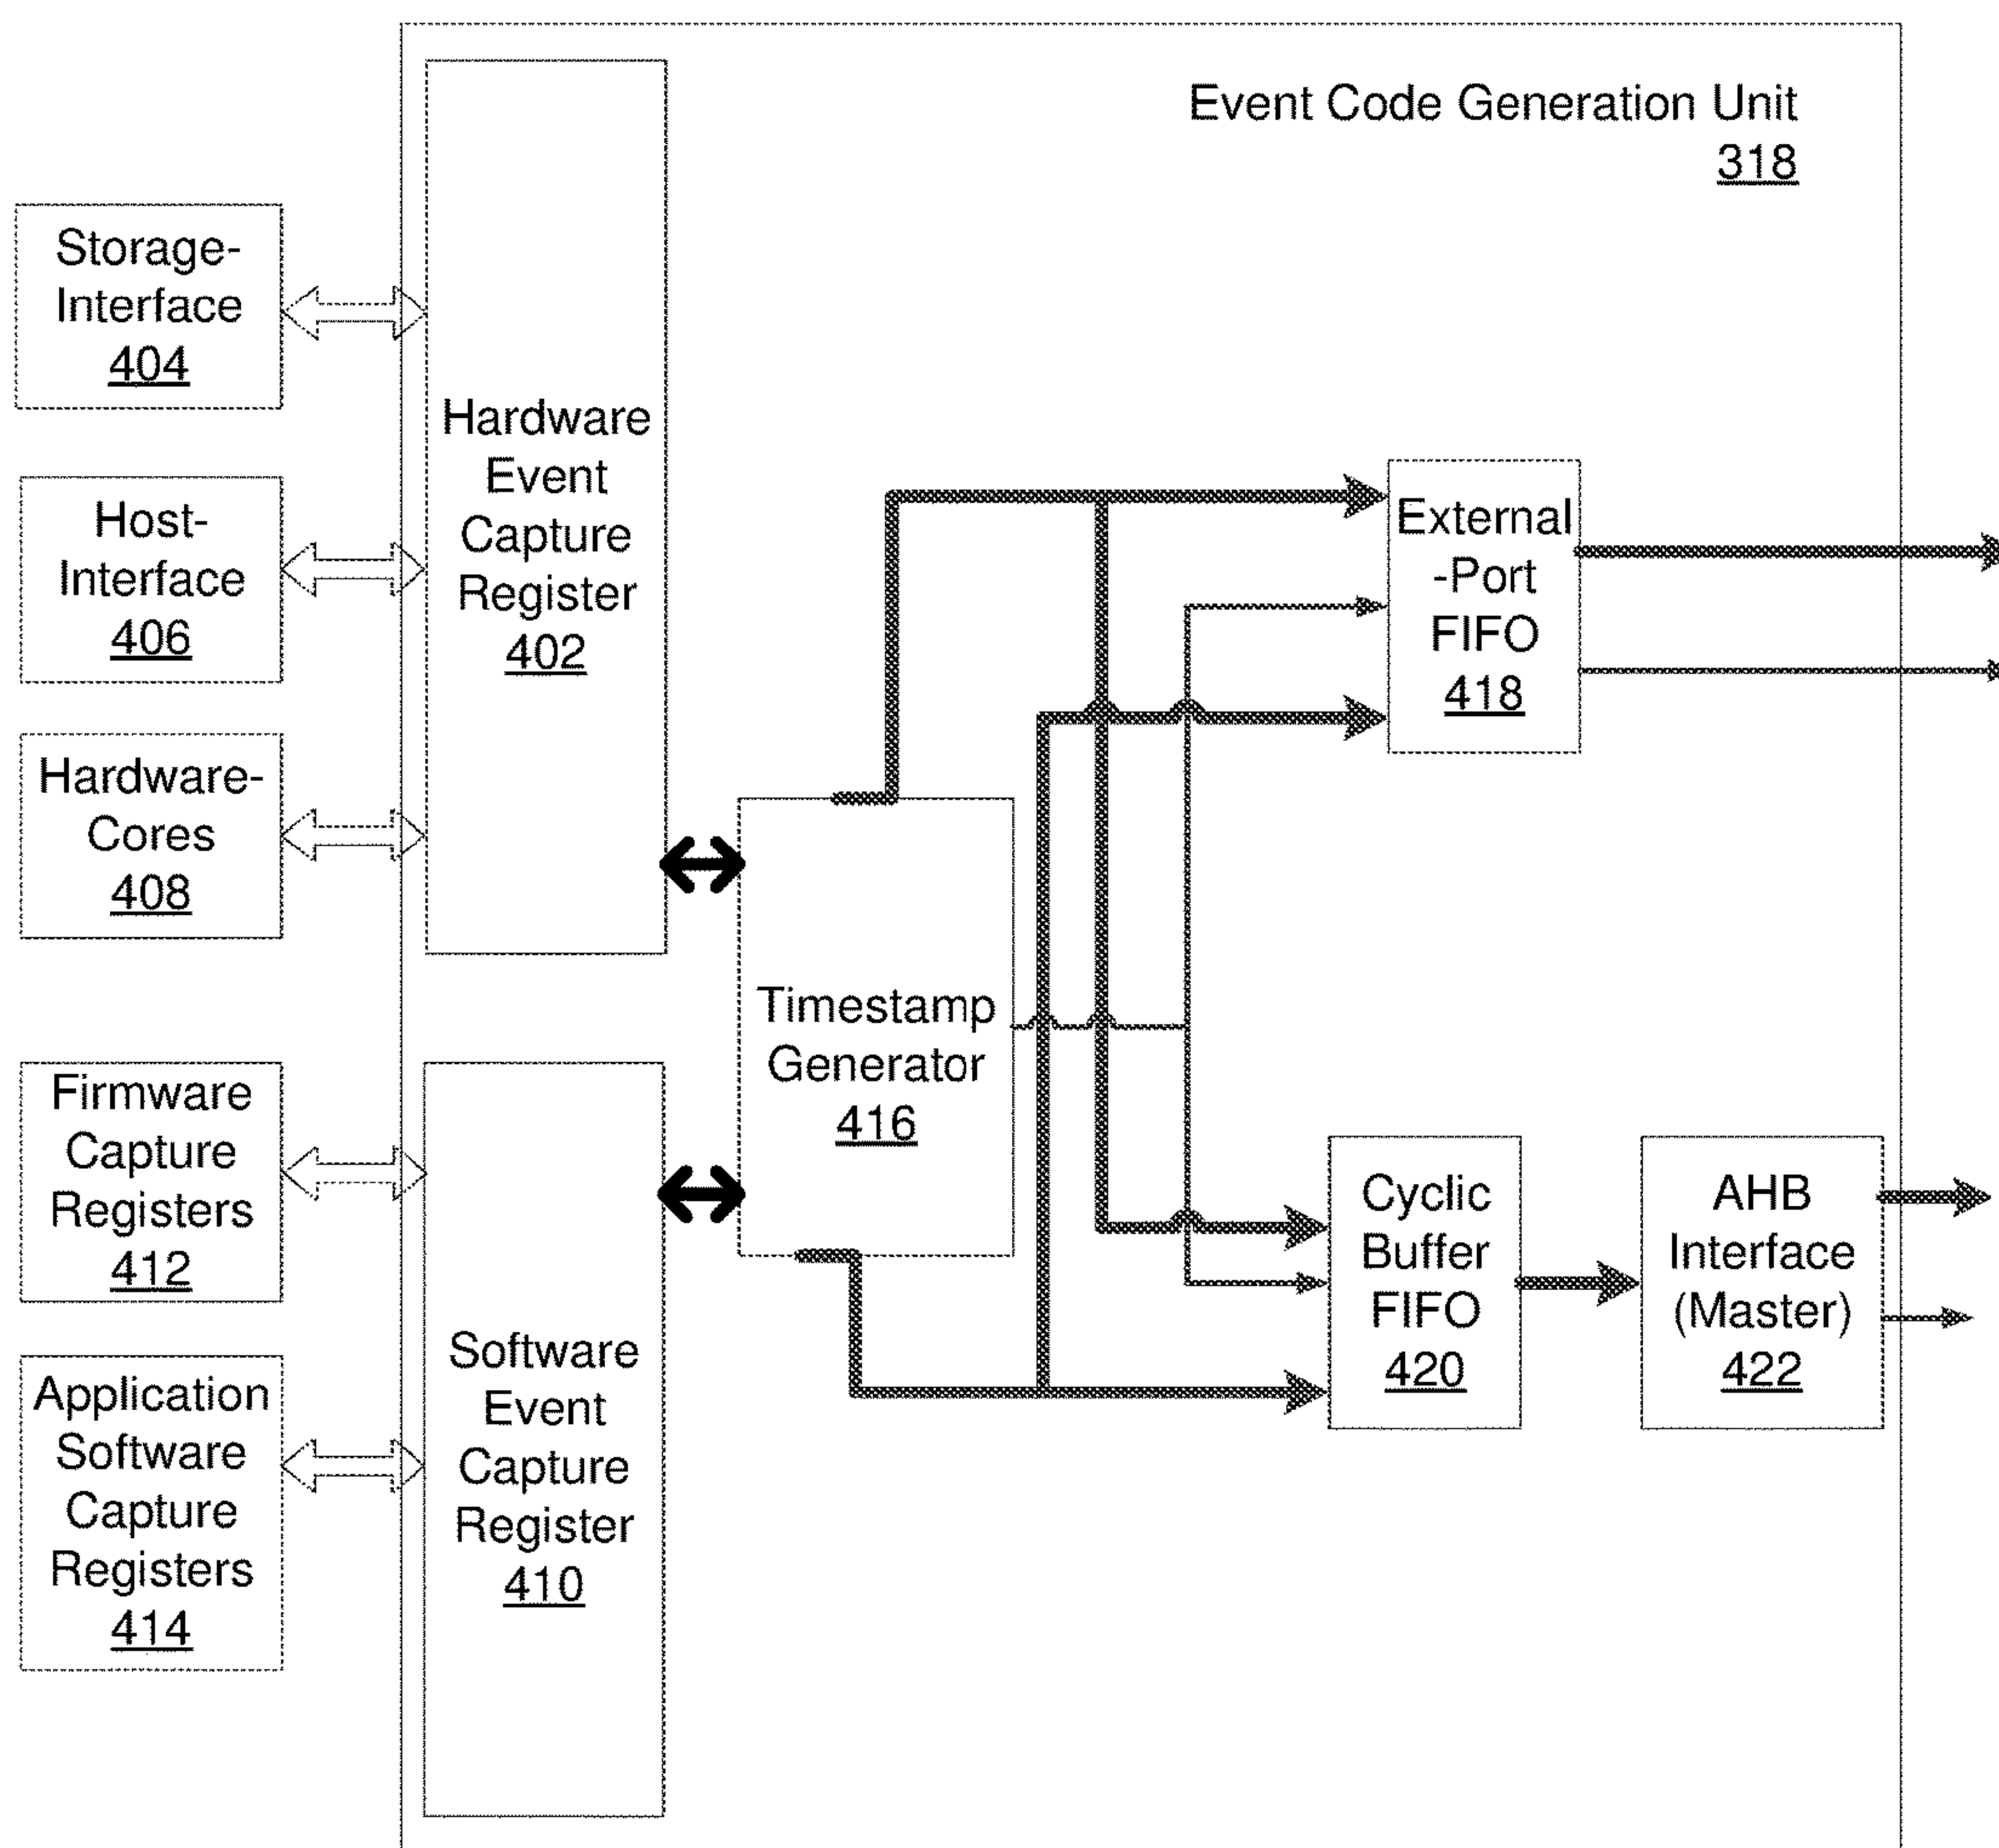 Event Code Generation Unit
318
Storage-
Interface
404
Host-
Interface
406
Hardware-
Cores
408
Firmware
Capture
Registers
412
Application
Software
Capture
Registers
414
Hardware
Event
Capture
Register
402
Software
Event
Capture
Register
410
Timestamp
Generator
416
External
-Port
FIFO
418
Cyclic
Buffer
FIFO
420
AHB
Interface
(Master)
422